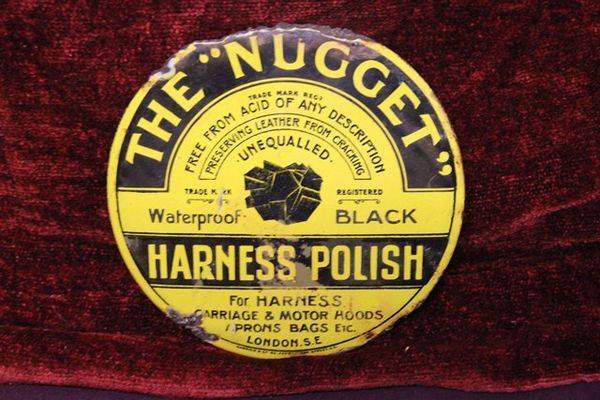 THE "NUGGET"
TRADE MARK REGD
FREE FROM ACID OF ANY DESCRIPTION
PRESERVING LEATHER FROM CRACKING
·UNEQUALLED·
TRADE MARK REGISTERED
Waterproof· BLACK
HARNESS POLISH
For HARNESS,
CARRIAGE & MOTOR HOODS
APRONS BAGS ETC.
LONDON. S.E